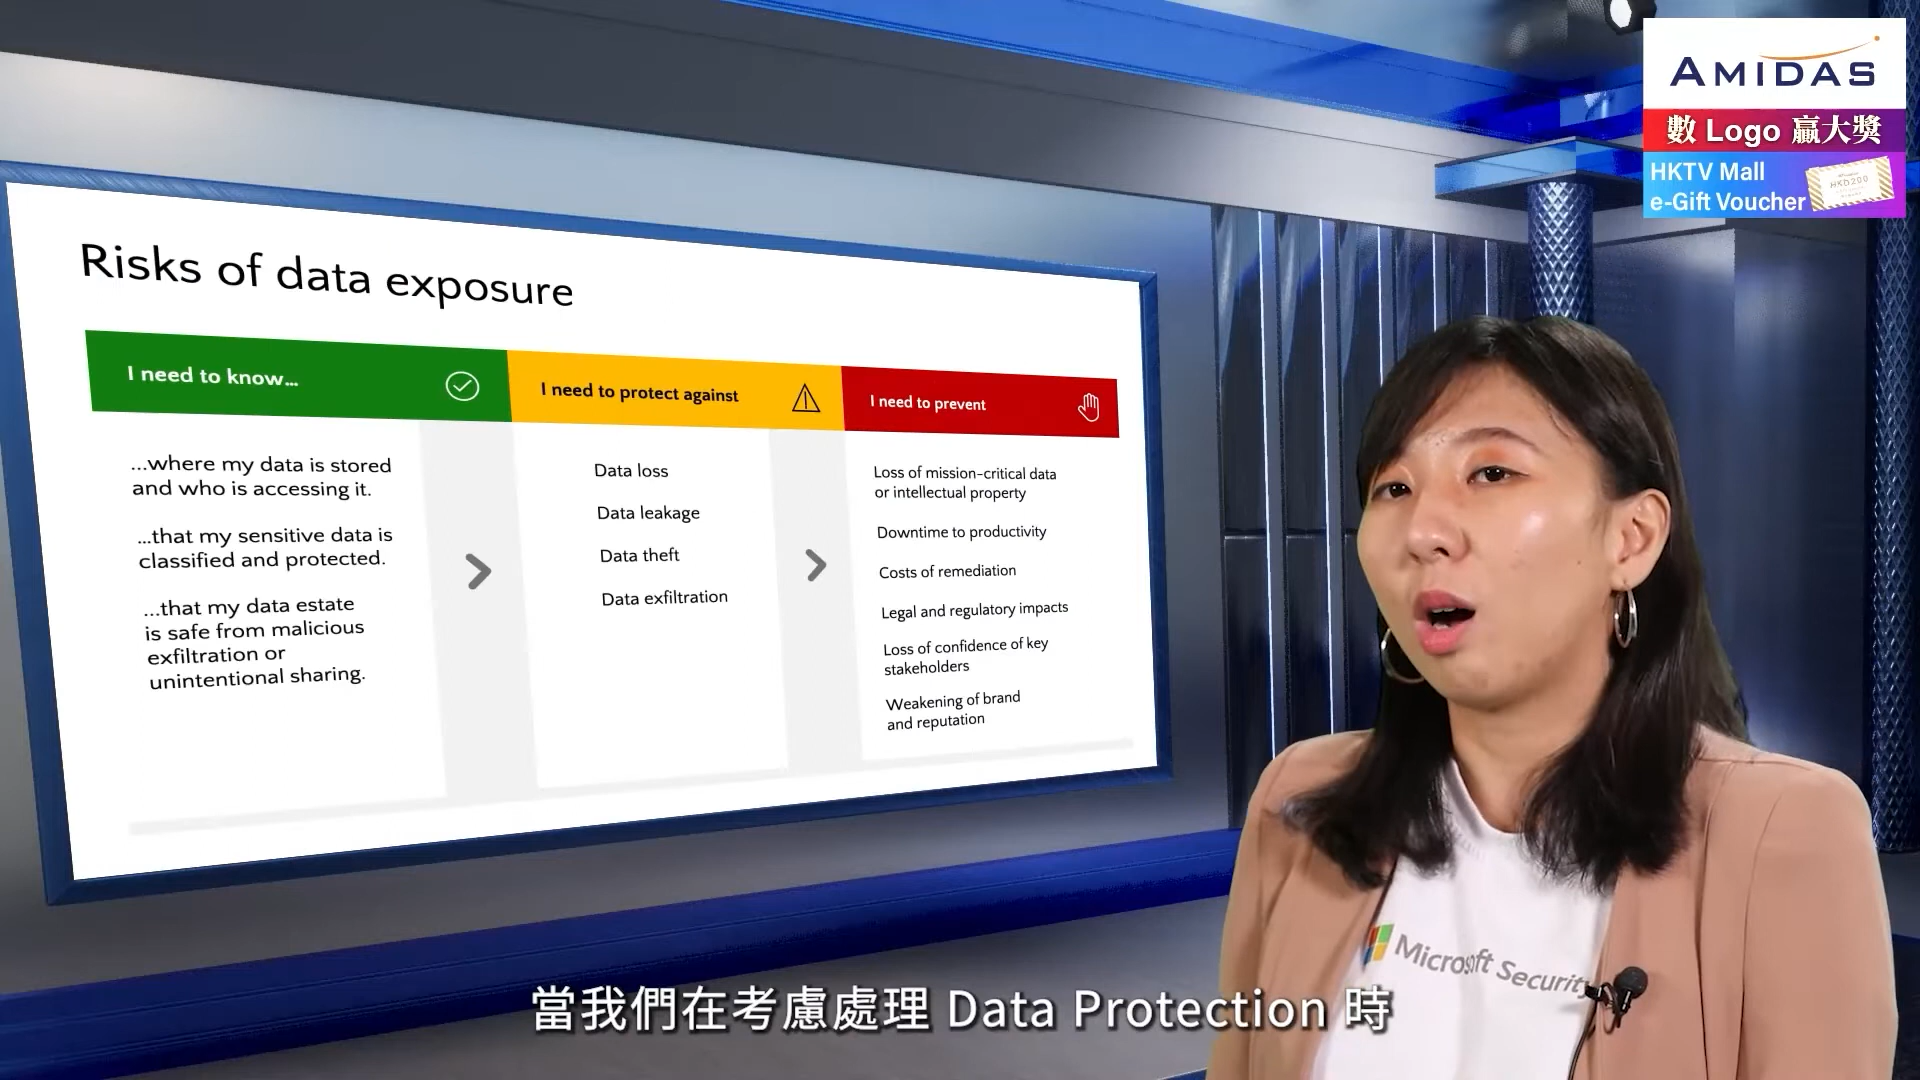 AMIDAS
數 Logo 贏大獎
HKTV Mall
e-Gift Voucher
HKD200
Risks of data exposure
I need to know...
...where my data is stored
and who is accessing it.
...that my sensitive data is
classified and protected.
...that my data estate
is safe from malicious
exfiltration or
unintentional sharing.
I need to protect against
Data loss
Data leakage
Data theft
Data exfiltration
I need to prevent
Loss of mission-critical data
or intellectual property
Downtime to productivity
Costs of remediation
Legal and regulatory impacts
Loss of confidence of key
stakeholders
Weakening of brand
and reputation
Microsoft Security
當我們在考慮處理 Data Protection 時